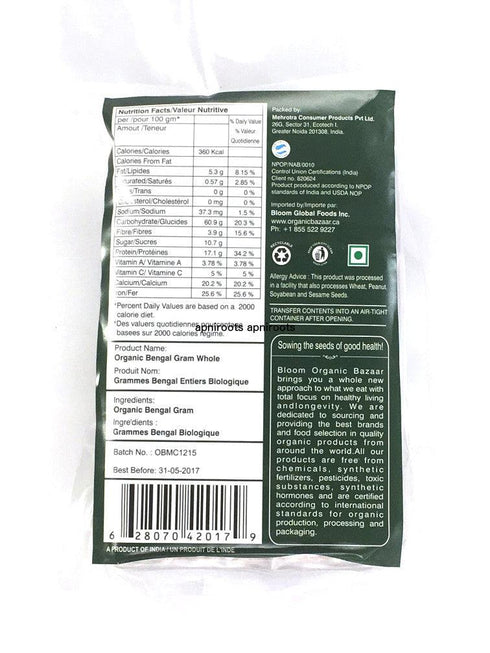 Nutrition Facts/Valeur Nutritive
per /pour 100 gm*
Amour /Teneur
% Daily Value
% Valeur
Quotidienne
Calories/Calories 360 Kcal
Calories From Fat
Fat/Lipides 5.3 g 8.15 %
urated/Saturés 0.57 g 2.85 %
s/Trans 0 g 0 %
sterol/Cholestérol 0 mg 0 %
Sodium/Sodium 37.3 mg 1.5 %
Carbohydrate/Glucides 60.9 g 20.3 %
Fibre/Fibres 3.9 g 15.6 %
Sugar/Sucres 10.7 g
Protein/Protéines 17.1 g 34.2 %
Vitamin A/ Vitamine A 3.78 % 3.78 %
Vitamin C/ Vitamine C 5 % 5 %
Calcium/Calcium 20.2 % 20.2 %
Iron/Fer 25.6 % 25.6 %
*Percent Daily Values are based on a 2000
calorie diet.
*Des valuers quotidiennes
basees sur 2000 calories régime.
apniroots apniroots
Product Name:
Organic Bengal Gram Whole
Produit Nom:
Grammes Bengal Entiers Biologique
Ingredients:
Organic Bengal Gram
Ingre'dients :
Grammes Bengal Biologique
Batch No. : OBMC1215
Best Before: 31-05-2017
6 28070 42017 9
A PRODUCT OF INDIA / UN PRODUIT DE L'INDE
Packed by.
Mehrotra Consumer Products Pvt Ltd.
26G, Sector 31, Ecotech I.
Greater Noida 201308, India.
NPOP/NAB/0010
Control Union Certifications (India)
Client no. 820624
Product produced according to NPOP
standards of India and USDA NOP
Imported by/Importe par:
Bloom Global Foods Inc.
www.organicbazaar.ca
Ph: +1 855 522 9227
RECYCLABLE
Allergy Advice : This product was processed
in a facility that also processes Wheat, Peanut,
Soyabean and Sesame Seeds.
TRANSFER CONTENTS INTO AN AIR-TIGHT
CONTAINER AFTER OPENING.
Sowing the seeds of good health!
Bloom Organic Bazaar
brings you a whole new
approach to what we eat with
total focus on healthy living
andlongevity. We are
dedicated to sourcing and
providing the best brands
and food selection in quality
organic products from
around the world.All our
products are free from
chemicals, synthetic
fertilizers, pesticides, toxic
substances, synthetic
hormones and are certified
according to international
standards for organic
production, processing and
packaging.